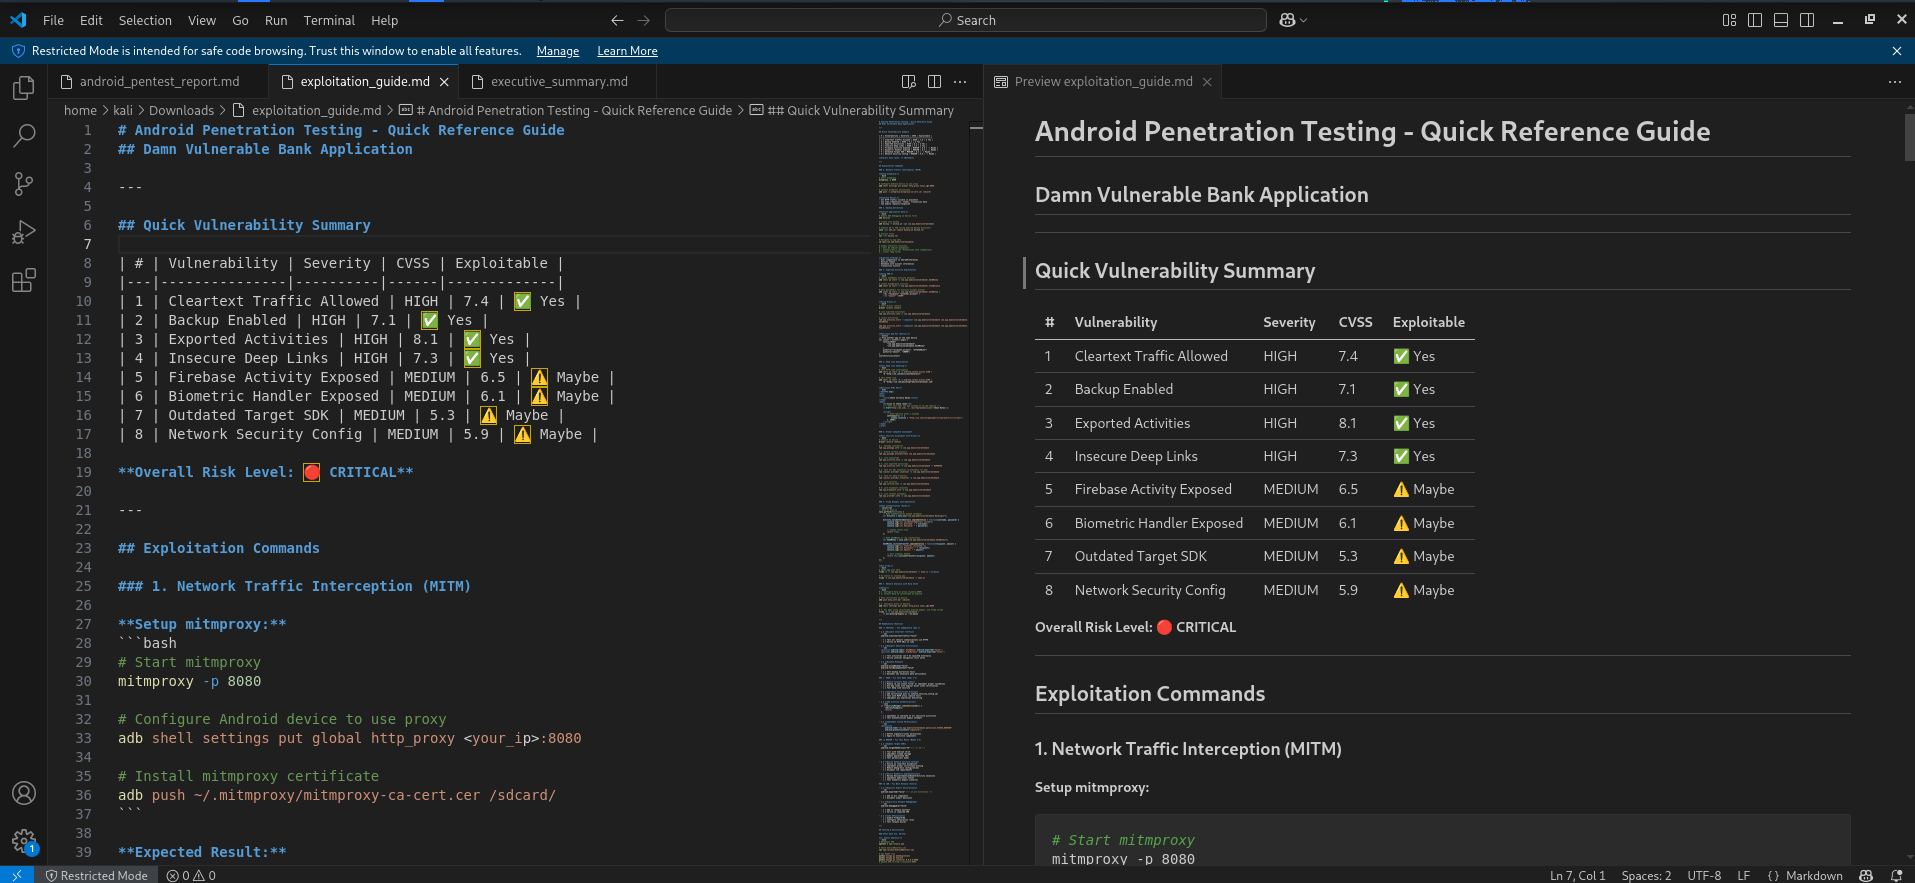 File Edit Selection View Go Run Terminal Help
Search
Restricted Mode is intended for safe code browsing. Trust this window to enable all features. Manage Learn More
android_pentest_report.md
exploitation_guide.md
executive_summary.md
home > kali > Downloads > exploitation_guide.md > # Android Penetration Testing - Quick Reference Guide > ## Quick Vulnerability Summary
1 # Android Penetration Testing - Quick Reference Guide
2 ## Damn Vulnerable Bank Application
3
4 ---
5
6 ## Quick Vulnerability Summary
7
8 | # | Vulnerability | Severity | CVSS | Exploitable |
9 |---|---------------|----------|------|-------------|
10 | 1 | Cleartext Traffic Allowed | HIGH | 7.4 | ✅ Yes |
11 | 2 | Backup Enabled | HIGH | 7.1 | ✅ Yes |
12 | 3 | Exported Activities | HIGH | 8.1 | ✅ Yes |
13 | 4 | Insecure Deep Links | HIGH | 7.3 | ✅ Yes |
14 | 5 | Firebase Activity Exposed | MEDIUM | 6.5 | ⚠️ Maybe |
15 | 6 | Biometric Handler Exposed | MEDIUM | 6.1 | ⚠️ Maybe |
16 | 7 | Outdated Target SDK | MEDIUM | 5.3 | ⚠️ Maybe |
17 | 8 | Network Security Config | MEDIUM | 5.9 | ⚠️ Maybe |
18
19 **Overall Risk Level: 🔴 CRITICAL**
20
21 ---
22
23 ## Exploitation Commands
24
25 ### 1. Network Traffic Interception (MITM)
26
27 **Setup mitmproxy:**
28 ```bash
29 # Start mitmproxy
30 mitmproxy -p 8080
31
32 # Configure Android device to use proxy
33 adb shell settings put global http_proxy <your_ip>:8080
34
35 # Install mitmproxy certificate
36 adb push ~/.mitmproxy/mitmproxy-ca-cert.cer /sdcard/
37 ```
38
39 **Expected Result:**
Preview exploitation_guide.md
Android Penetration Testing - Quick Reference Guide
Damn Vulnerable Bank Application
Quick Vulnerability Summary
# Vulnerability Severity CVSS Exploitable
1 Cleartext Traffic Allowed HIGH 7.4 ✅ Yes
2 Backup Enabled HIGH 7.1 ✅ Yes
3 Exported Activities HIGH 8.1 ✅ Yes
4 Insecure Deep Links HIGH 7.3 ✅ Yes
5 Firebase Activity Exposed MEDIUM 6.5 ⚠️ Maybe
6 Biometric Handler Exposed MEDIUM 6.1 ⚠️ Maybe
7 Outdated Target SDK MEDIUM 5.3 ⚠️ Maybe
8 Network Security Config MEDIUM 5.9 ⚠️ Maybe
Overall Risk Level: 🔴 CRITICAL
Exploitation Commands
1. Network Traffic Interception (MITM)
Setup mitmproxy:
# Start mitmproxy
mitmproxy -p 8080
1
Restricted Mode 0 0
Ln 7, Col 1 Spaces: 2 UTF-8 LF {} Markdown